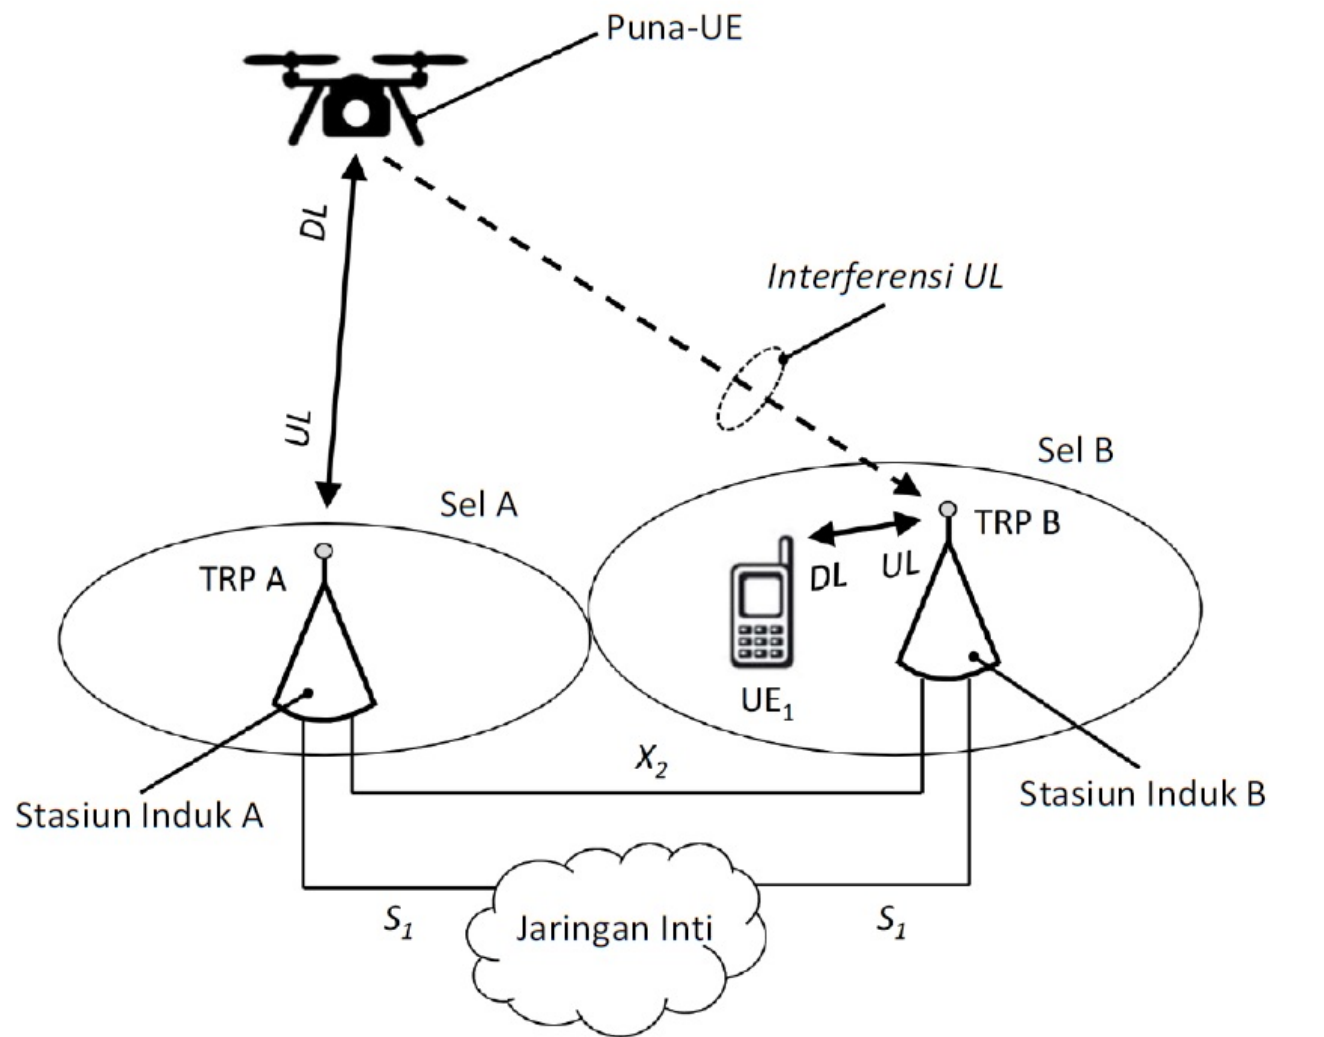 Puna-UE
DL
UL
Interferensi UL
Sel B
Sel A
TRP B
TRP A
DL UL
UE1
X2
Stasiun Induk A
Stasiun Induk B
Jaringan Inti
S1
S1